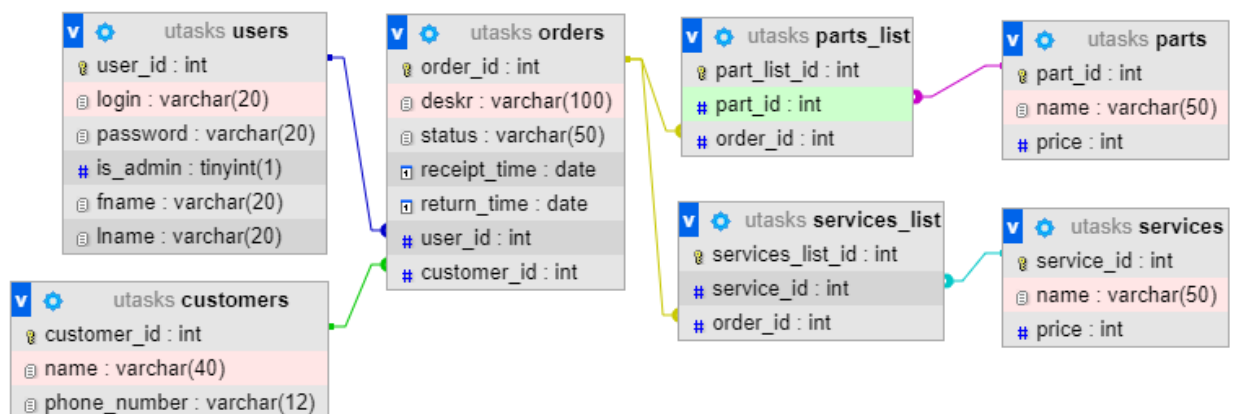 utasks users
user_id : int
login : varchar(20)
password : varchar(20)
is_admin : tinyint(1)
fname : varchar(20)
lname : varchar(20)
utasks customers
customer_id : int
name : varchar(40)
phone_number : varchar(12)
utasks orders
order_id : int
deskr : varchar(100)
status : varchar(50)
receipt_time : date
return_time : date
user_id : int
customer_id : int
utasks parts_list
part_list_id : int
part_id : int
order_id : int
utasks services_list
services_list_id : int
service_id : int
order_id : int
utasks parts
part_id : int
name : varchar(50)
price : int
utasks services
service_id : int
name : varchar(50)
price : int